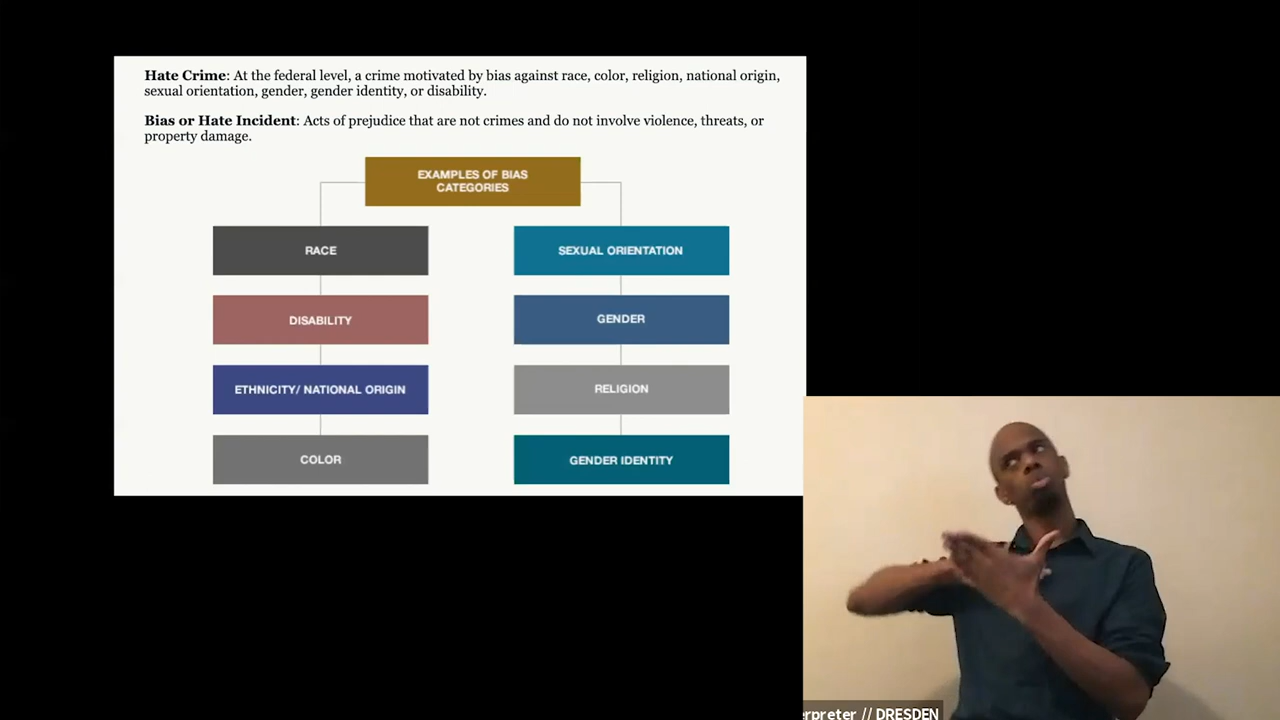 Hate Crime: At the federal level, a crime motivated by bias against race, color, religion, national origin,
sexual orientation, gender, gender identity, or disability.
Bias or Hate Incident: Acts of prejudice that are not crimes and do not involve violence, threats, or
property damage.
EXAMPLES OF BIAS
CATEGORIES
RACE
SEXUAL ORIENTATION
DISABILITY
GENDER
ETHNICITY/ NATIONAL ORIGIN
RELIGION
COLOR
GENDER IDENTITY
erpreter // DRESDEN